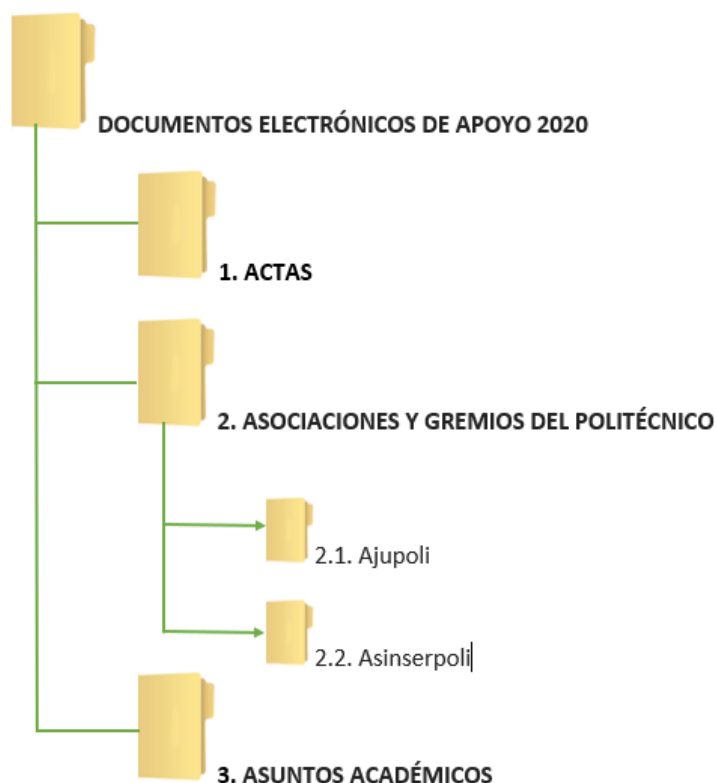 DOCUMENTOS ELECTRÓNICOS DE APOYO 2020
1. ACTAS
2. ASOCIACIONES Y GREMIOS DEL POLITÉCNICO
2.1. Ajupoli
2.2. Asinserpoli
3. ASUNTOS ACADÉMICOS